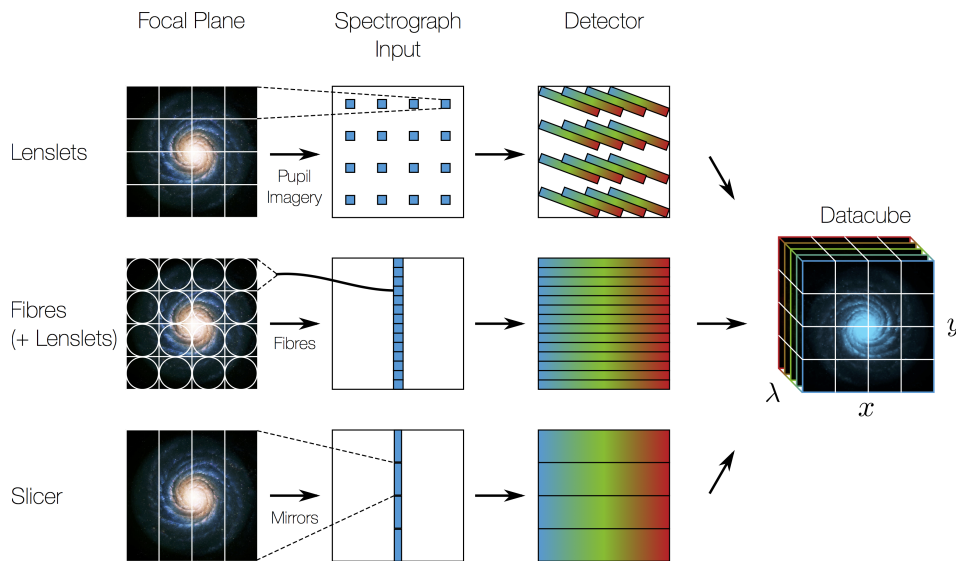 Focal Plane
Spectrograph
Input
Detector
Lenslets
Pupil
Imagery
Datacube
Fibres
(+ Lenslets)
Fibres
y
λ
x
Slicer
Mirrors